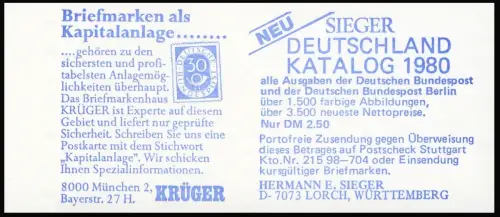 Briefmarken als
Kapitalanlage........
....gehören zu den
sichersten und profi-
tabelsten Anlagemög-
lichkeiten überhaupt.
Das Briefmarkenhaus
KRÜGER ist Experte auf diesem
Gebiet und liefert nur geprüfte
Sicherheit. Schreiben Sie uns eine
Postkarte mit dem Stichwort
„Kapitalanlage". Wir schicken
Ihnen Spezialinformationen.
8000 München 2,
Bayerstr. 27 H.
KRÜGER
DEUTSCHE
BUNDESPOST
30
NEU
SIEGER
DEUTSCHLAND
KATALOG 1980
alle Ausgaben der Deutschen Bundespost
und der Deutschen Bundespost Berlin
über 1.500 farbige Abbildungen,
über 3.500 neueste Nettopreise.
Nur DM 2.50
Portofreie Zusendung gegen Überweisung
dieses Betrages auf Postscheck Stuttgart
Kto.Nr. 215 98–704 oder Einsendung
kursgültiger Briefmarken.
HERMANN E. SIEGER
D- 7073 LORCH, WÜRTTEMBERG